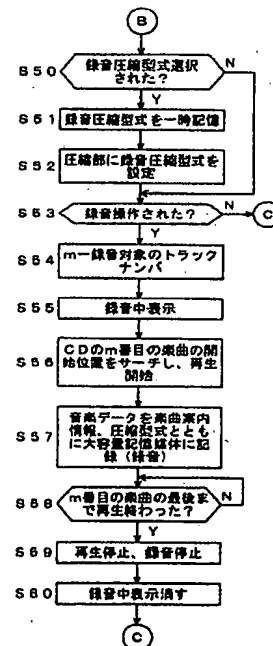 B
S50
録音圧縮型式選択
された?
N
Y
S51
録音圧縮型式を一時記憶
S52
圧縮部に録音圧縮型式を
設定
S53
録音操作された?
N
C
Y
S54
m←録音対象のトラック
ナンバ
S55
録音中表示
S56
CDのm番目の楽曲の開
始位置をサーチし、再生
開始
S57
音楽データを楽曲案内
情報、圧縮型式ととも
に大容量記憶媒体に記
録(録音)
S58
m番目の楽曲の最後ま
で再生終わった?
N
Y
S59
再生停止、録音停止
S60
録音中表示消す
C